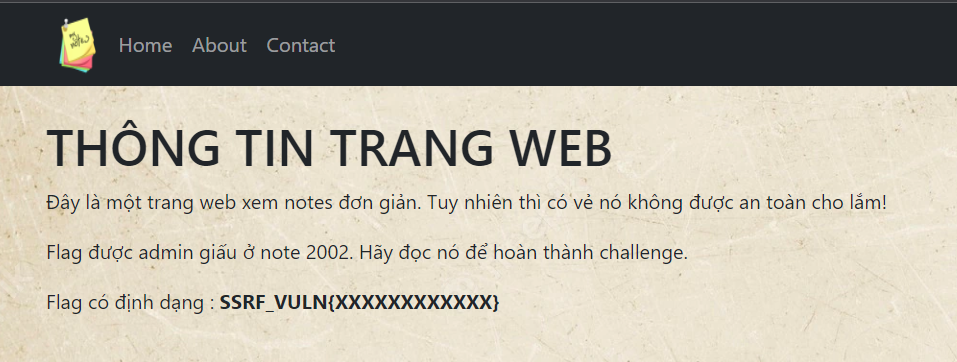 Home About Contact
THÔNG TIN TRANG WEB
Đây là một trang web xem notes đơn giản. Tuy nhiên thì có vẻ nó không được an toàn cho lắm!
Flag được admin giấu ở note 2002. Hãy đọc nó để hoàn thành challenge.
Flag có định dạng : SSRF_VULN{XXXXXXXXXXXX}